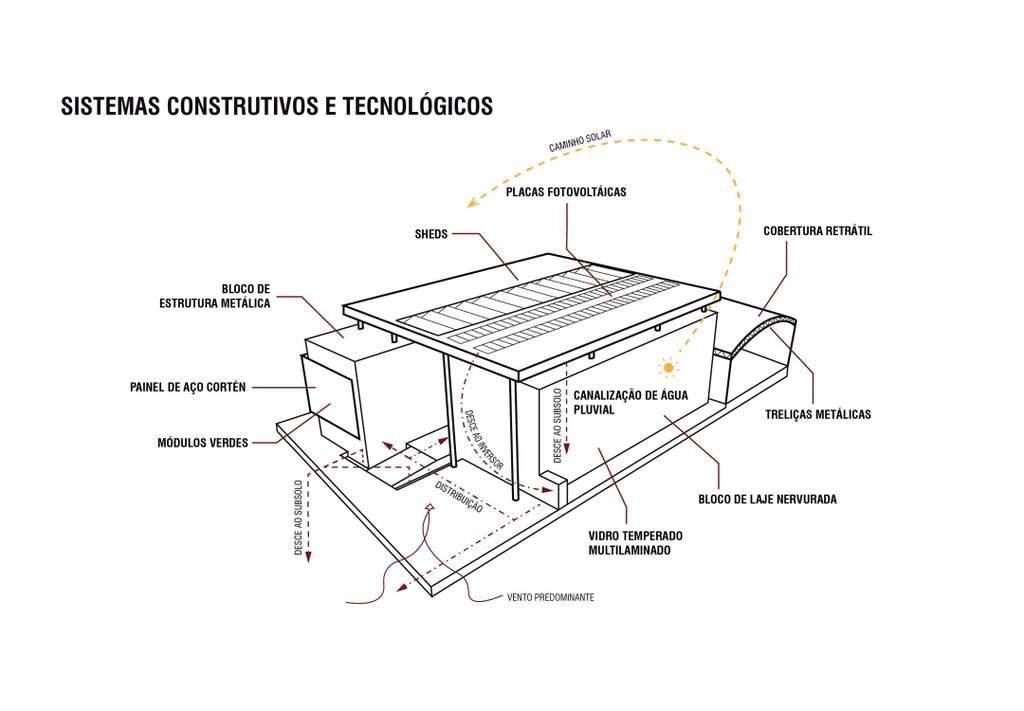 SISTEMAS CONSTRUTIVOS E TECNOLÓGICOS
CAMINHO SOLAR
PLACAS FOTOVOLTÁICAS
SHEDS
COBERTURA RETRÁTIL
BLOCO DE
ESTRUTURA METÁLICA
PAINEL DE AÇO CORTÉN
MÓDULOS VERDES
CANALIZAÇÃO DE ÁGUA
PLUVIAL
TRELIÇAS METÁLICAS
DESCE AO SUBSOLO
DESCE AO INVERSOR
DISTRIBUIÇÃO
DESCE AO SUBSOLO
BLOCO DE LAJE NERVURADA
VIDRO TEMPERADO
MULTILAMINADO
VENTO PREDOMINANTE